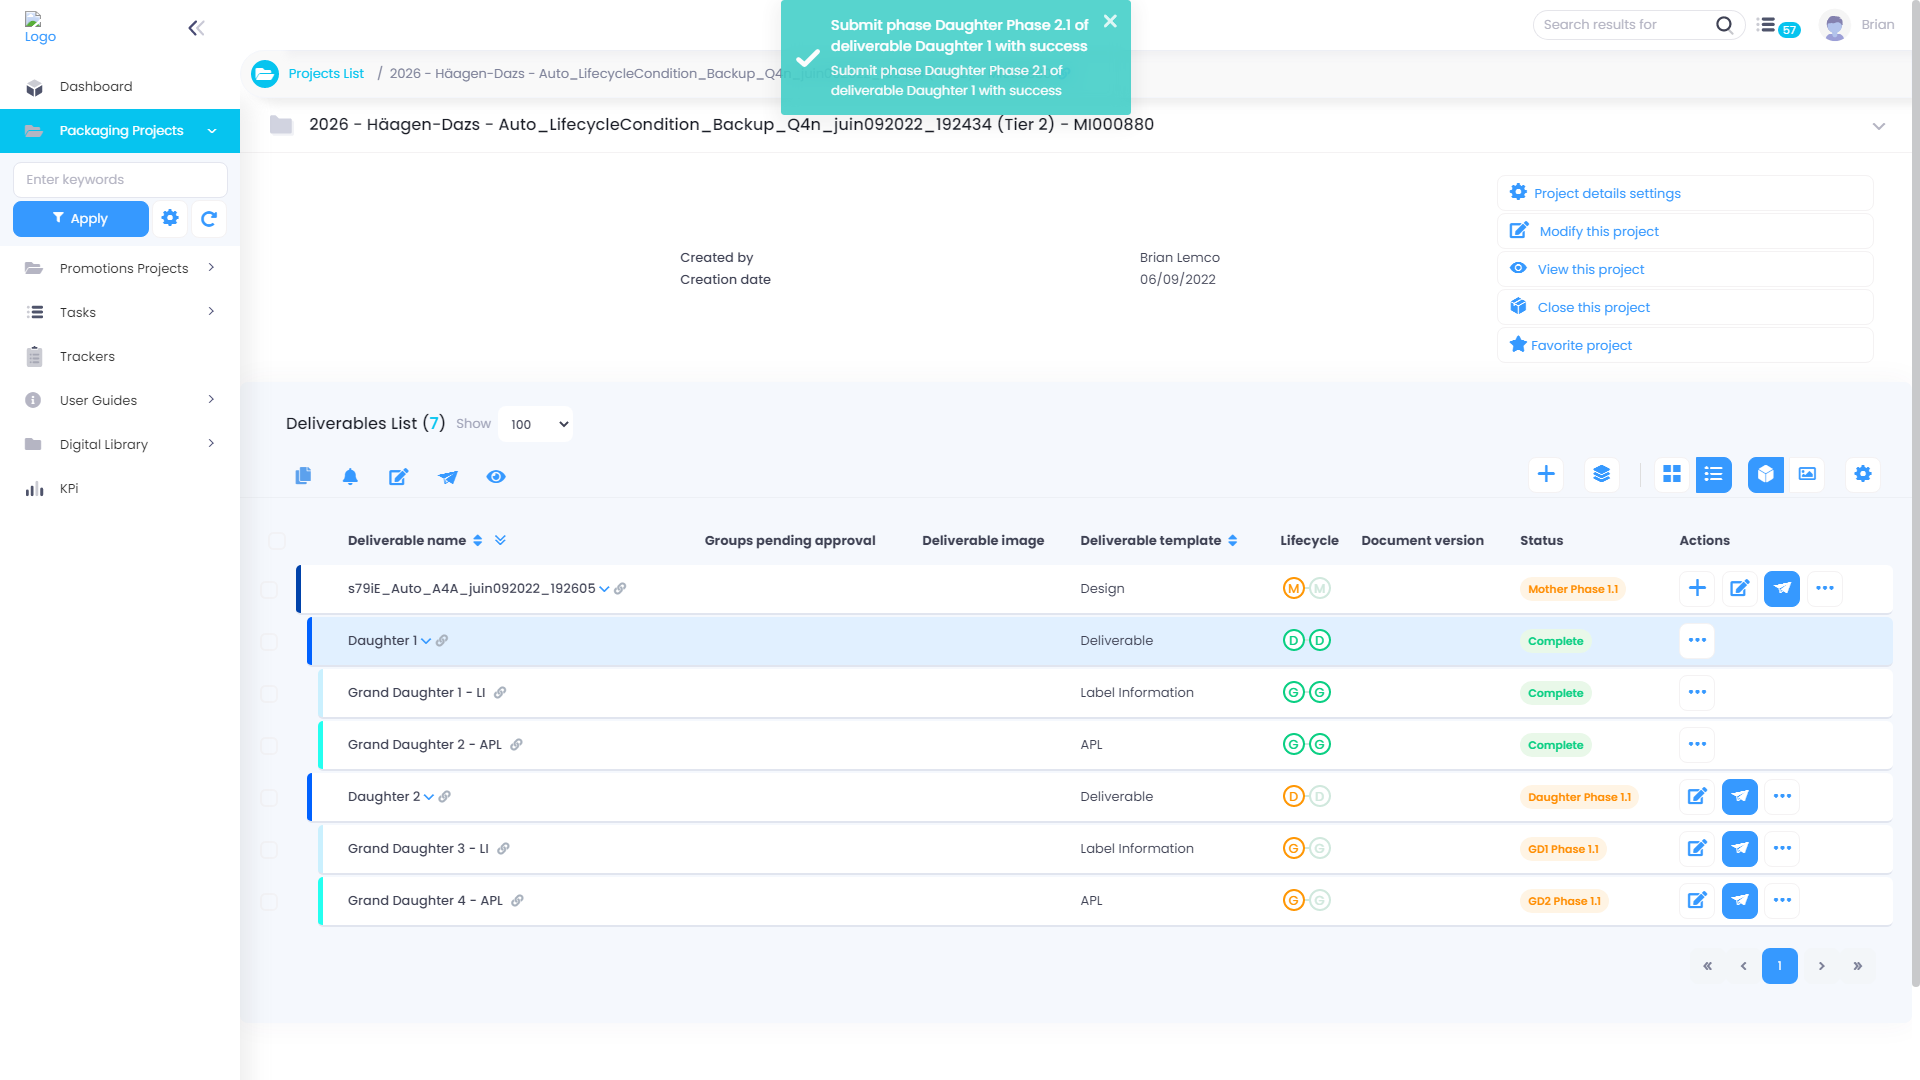 Logo
Submit phase Daughter Phase 2.1 of
deliverable Daughter 1 with success
Submit phase Daughter Phase 2.1 of
deliverable Daughter 1 with success
Search results for
57
Brian
Projects List / 2026 - Häagen-Dazs - Auto_LifecycleCondition_Backup_Q4n_juin09
Dashboard
Packaging Projects
Enter keywords
Apply
Promotions Projects
Tasks
Trackers
User Guides
Digital Library
KPi
2026 - Häagen-Dazs - Auto_LifecycleCondition_Backup_Q4n_juin092022_192434 (Tier 2) - MI000880
Created by Brian Lemco
Creation date 06/09/2022
Project details settings
Modify this project
View this project
Close this project
Favorite project
Deliverables List (7) Show 100
Deliverable name Groups pending approval Deliverable image Deliverable template Lifecycle Document version Status Actions
s79iE_Auto_A4A_juin092022_192605 Design M M Mother Phase 1.1
Daughter 1 Deliverable D D Complete
Grand Daughter 1 - LI Label Information G G Complete
Grand Daughter 2 - APL APL G G Complete
Daughter 2 Deliverable D D Daughter Phase 1.1
Grand Daughter 3 - LI Label Information G G GD1 Phase 1.1
Grand Daughter 4 - APL APL G G GD2 Phase 1.1
« ‹ 1 › »